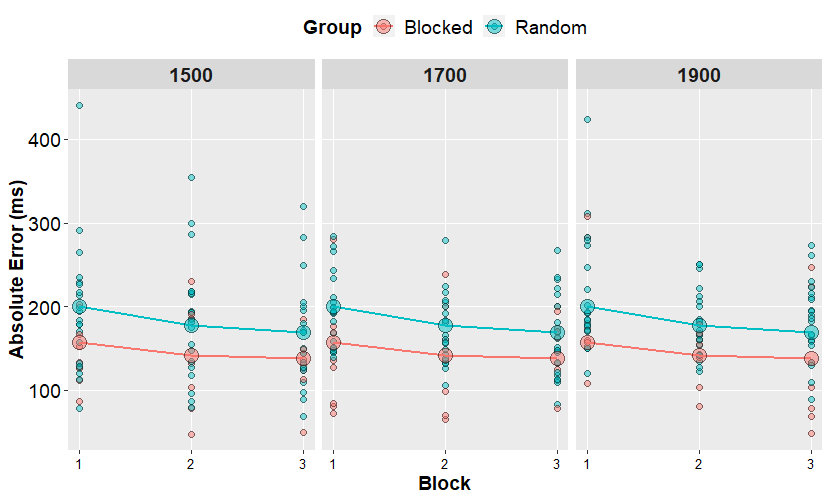 Group Blocked Random
1500 1700 1900
Absolute Error (ms)
400
300
200
100
1 2 3 1 2 3 1 2 3
Block